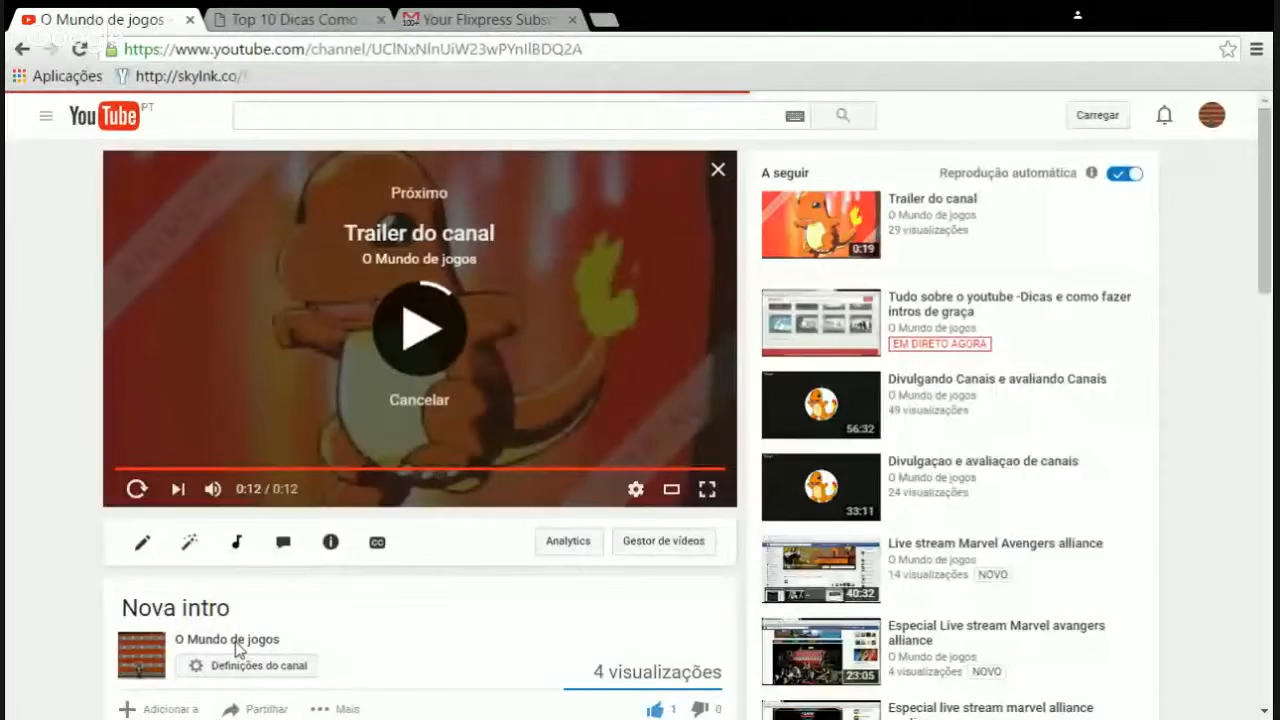 O Mundo de jogos
Top 10 Dicas Como
Your Flixpress Subs
https://www.youtube.com/channel/UClNxNlnUiW23wPYnIlBDQ2A
Aplicações
http://skylnk.co/
YouTube PT
Carregar
Próximo
Trailer do canal
O Mundo de jogos
Cancelar
0:12 / 0:12
Analytics
Gestor de vídeos
Nova intro
O Mundo de jogos
Definições do canal
4 visualizações
Adicionar a
Partilhar
Mais
1
0
A seguir
Reprodução automática
Trailer do canal
O Mundo de jogos
29 visualizações
0:19
Tudo sobre o youtube -Dicas e como fazer
intros de graça
O Mundo de jogos
EM DIRETO AGORA
Divulgando Canais e avaliando Canais
O Mundo de jogos
49 visualizações
56:32
Divulgaçao e avaliaçao de canais
O Mundo de jogos
24 visualizações
33:11
Live stream Marvel Avengers alliance
O Mundo de jogos
14 visualizações NOVO
40:32
Especial Live stream Marvel avangers
alliance
O Mundo de jogos
4 visualizações NOVO
23:05
Especial live stream marvel alliance